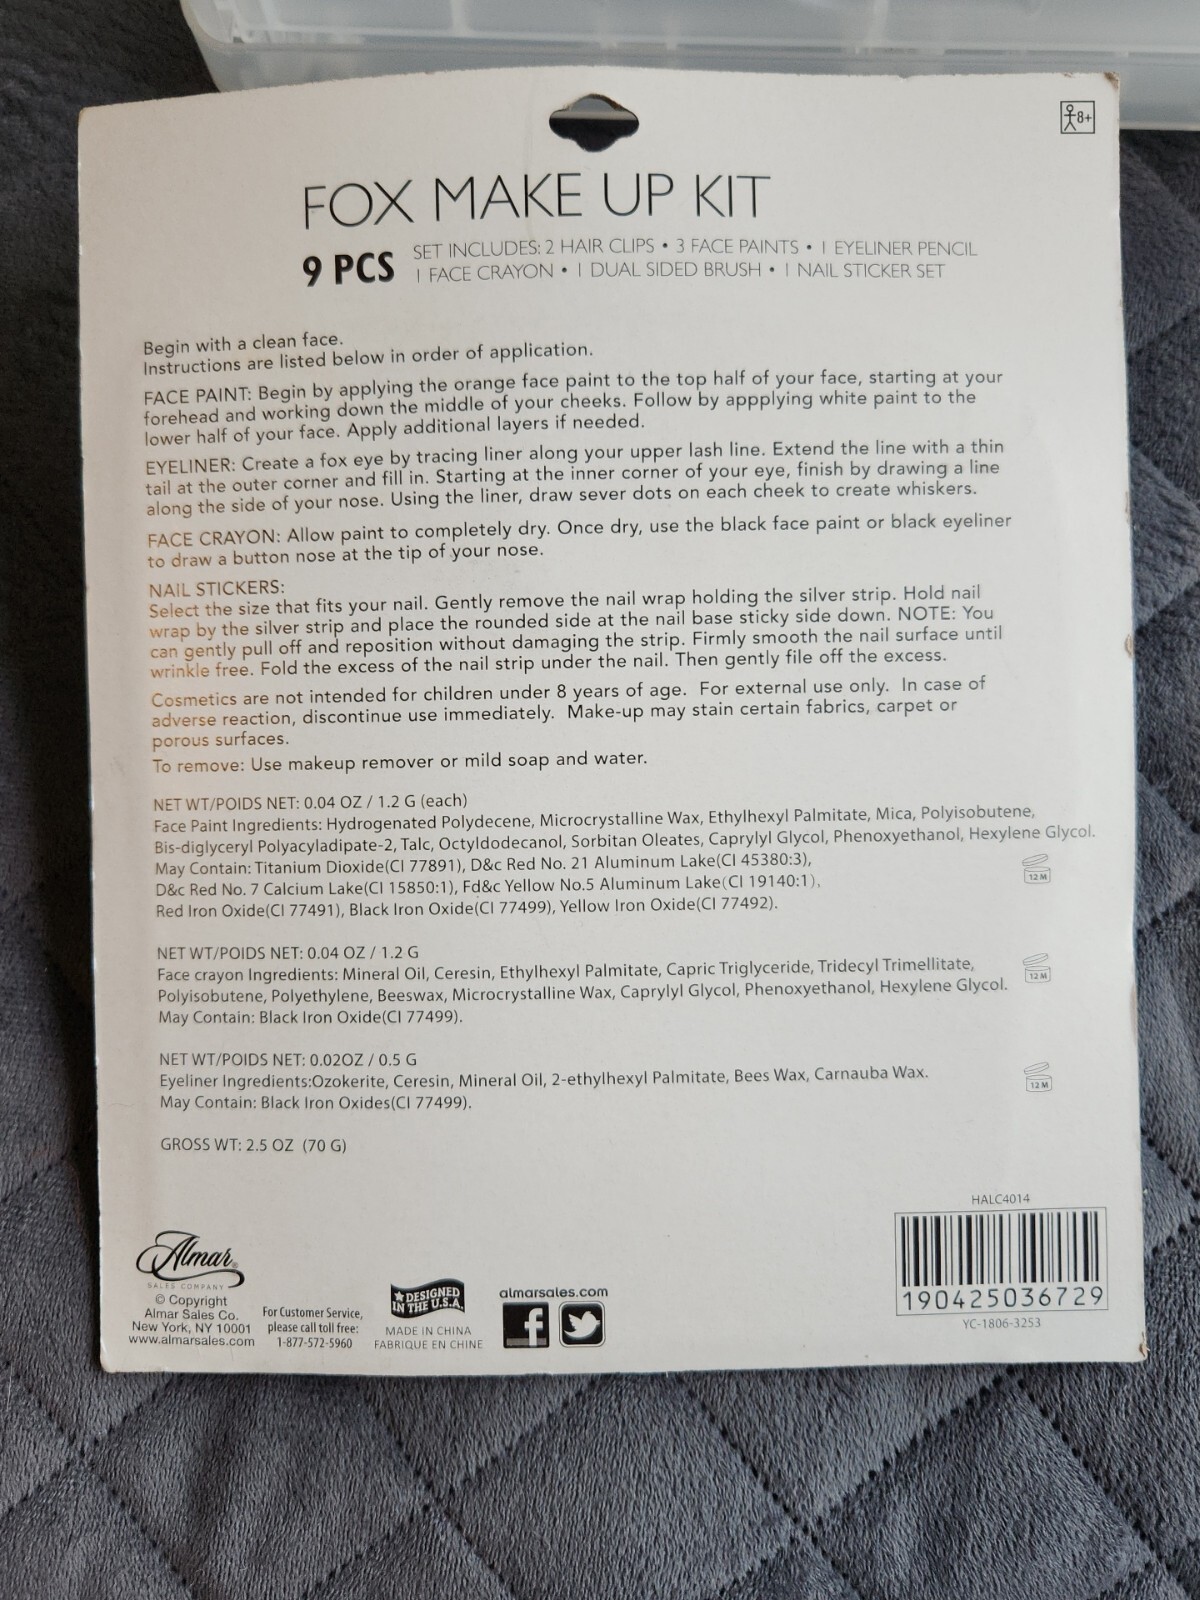 8+
FOX MAKE UP KIT
9 PCS
SET INCLUDES: 2 HAIR CLIPS • 3 FACE PAINTS • 1 EYELINER PENCIL
1 FACE CRAYON • 1 DUAL SIDED BRUSH • 1 NAIL STICKER SET
Begin with a clean face.
Instructions are listed below in order of application.
FACE PAINT: Begin by applying the orange face paint to the top half of your face, starting at your
forehead and working down the middle of your cheeks. Follow by appplying white paint to the
lower half of your face. Apply additional layers if needed.
EYELINER: Create a fox eye by tracing liner along your upper lash line. Extend the line with a thin
tail at the outer corner and fill in. Starting at the inner corner of your eye, finish by drawing a line
along the side of your nose. Using the liner, draw sever dots on each cheek to create whiskers.
FACE CRAYON: Allow paint to completely dry. Once dry, use the black face paint or black eyeliner
to draw a button nose at the tip of your nose.
NAIL STICKERS:
Select the size that fits your nail. Gently remove the nail wrap holding the silver strip. Hold nail
wrap by the silver strip and place the rounded side at the nail base sticky side down. NOTE: You
can gently pull off and reposition without damaging the strip. Firmly smooth the nail surface until
wrinkle free. Fold the excess of the nail strip under the nail. Then gently file off the excess.
Cosmetics are not intended for children under 8 years of age. For external use only. In case of
adverse reaction, discontinue use immediately. Make-up may stain certain fabrics, carpet or
porous surfaces.
To remove: Use makeup remover or mild soap and water.
NET WT/POIDS NET: 0.04 OZ / 1.2 G (each)
Face Paint Ingredients: Hydrogenated Polydecene, Microcrystalline Wax, Ethylhexyl Palmitate, Mica, Polyisobutene,
Bis-diglyceryl Polyacyladipate-2, Talc, Octyldodecanol, Sorbitan Oleates, Caprylyl Glycol, Phenoxyethanol, Hexylene Glycol.
May Contain: Titanium Dioxide(CI 77891), D&c Red No. 21 Aluminum Lake(CI 45380:3),
D&c Red No. 7 Calcium Lake(CI 15850:1), Fd&c Yellow No.5 Aluminum Lake(CI 19140:1),
Red Iron Oxide(CI 77491), Black Iron Oxide(CI 77499), Yellow Iron Oxide(CI 77492).
12 M
NET WT/POIDS NET: 0.04 OZ / 1.2 G
Face crayon Ingredients: Mineral Oil, Ceresin, Ethylhexyl Palmitate, Capric Triglyceride, Tridecyl Trimellitate,
Polyisobutene, Polyethylene, Beeswax, Microcrystalline Wax, Caprylyl Glycol, Phenoxyethanol, Hexylene Glycol.
May Contain: Black Iron Oxide(CI 77499).
12 M
NET WT/POIDS NET: 0.02OZ / 0.5 G
Eyeliner Ingredients:Ozokerite, Ceresin, Mineral Oil, 2-ethylhexyl Palmitate, Bees Wax, Carnauba Wax.
May Contain: Black Iron Oxides(CI 77499).
12 M
GROSS WT: 2.5 OZ (70 G)
Almar®
SALES COMPANY
© Copyright
Almar Sales Co.
New York, NY 10001
www.almarsales.com
For Customer Service,
please call toll free:
1-877-572-5960
DESIGNED
IN THE U.S.A.
MADE IN CHINA
FABRIQUE EN CHINE
almarsales.com
f
HALC4014
190425036729
YC-1806-3253